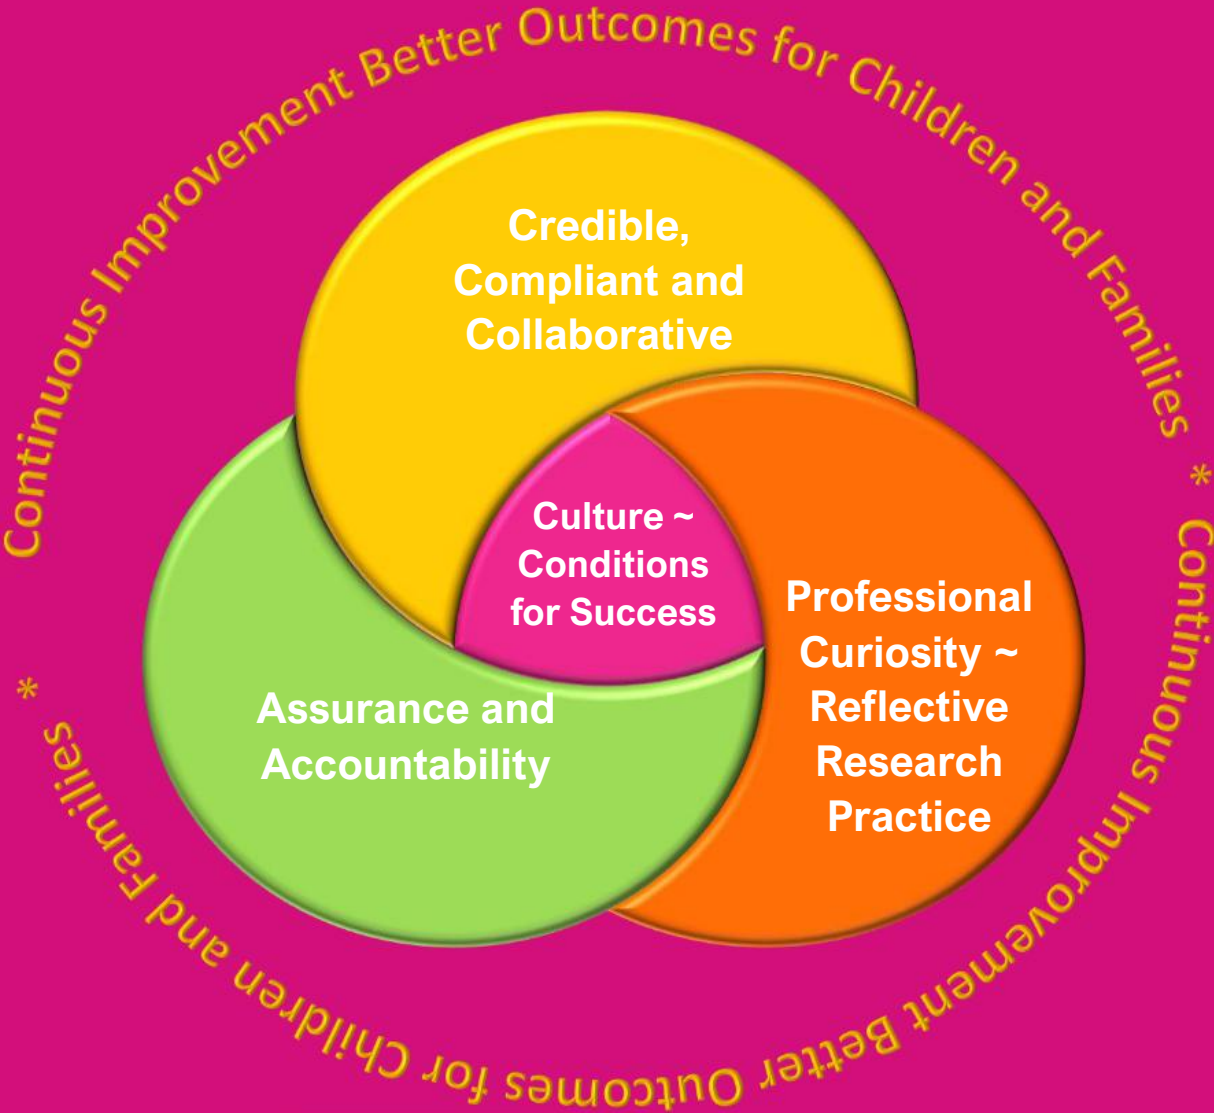 Continuous Improvement Better Outcomes for Children and Families *
Continuous Improvement Better Outcomes for Children and Families *
Credible,
Compliant and
Collaborative
Culture ~
Conditions
for Success
Professional
Curiosity ~
Reflective
Research
Practice
Assurance and
Accountability